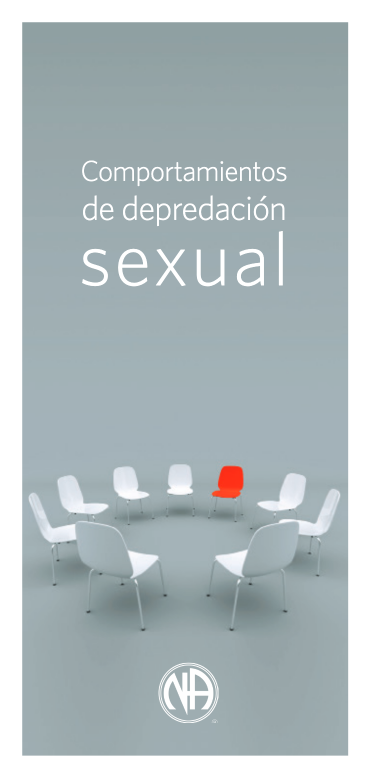 Comportamientos
de depredación
sexual
NA